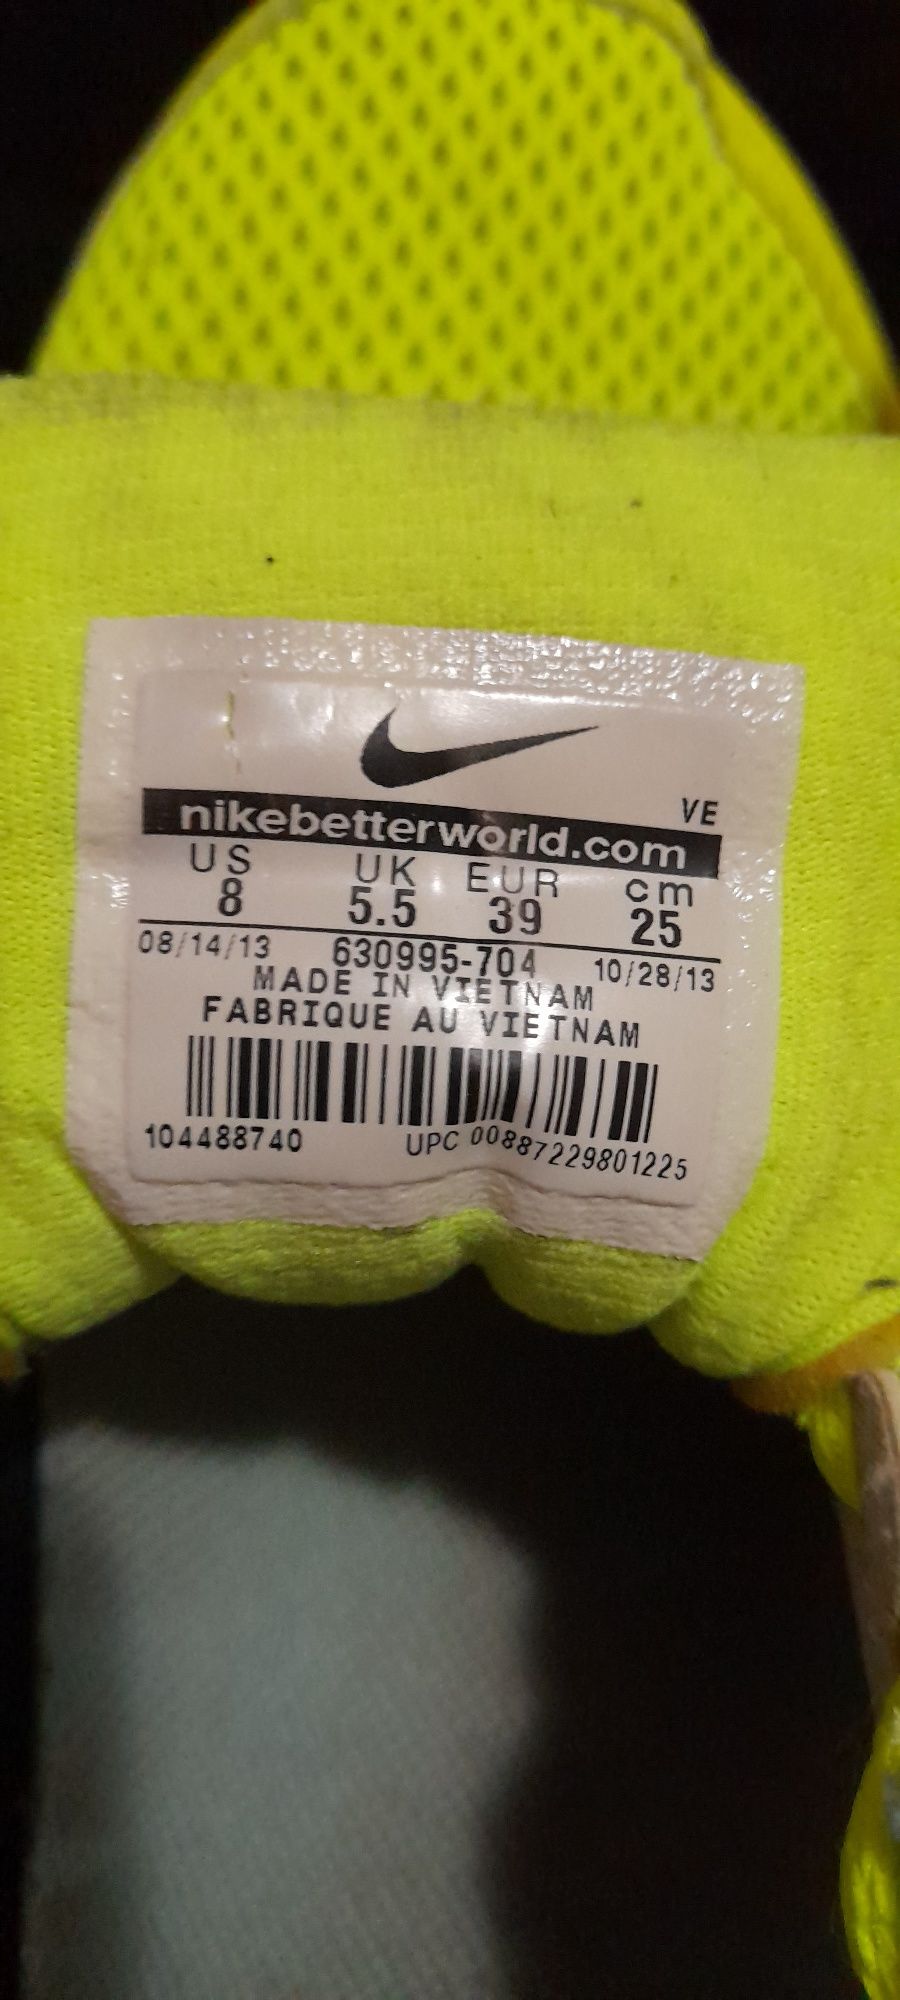 VE
nikebetterworld.com
US UK EUR cm
8 5.5 39 25
08/14/13 630995-704 10/28/13
MADE IN VIETNAM
FABRIQUE AU VIETNAM
104488740 UPC 00887229801225